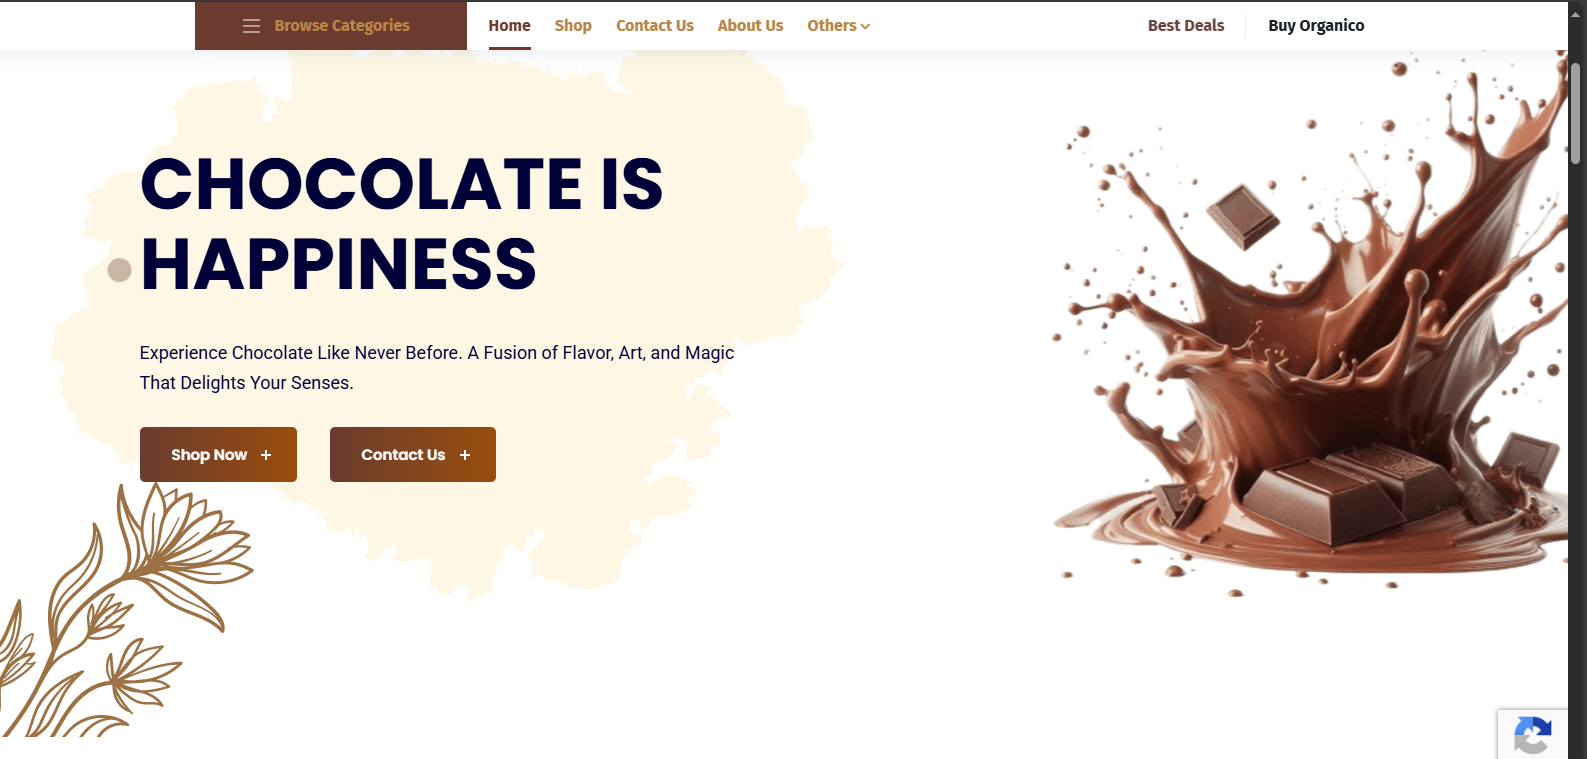 Browse Categories
Home Shop Contact Us About Us Others
Best Deals Buy Organico
CHOCOLATE IS
HAPPINESS
Experience Chocolate Like Never Before. A Fusion of Flavor, Art, and Magic
That Delights Your Senses.
Shop Now +
Contact Us +